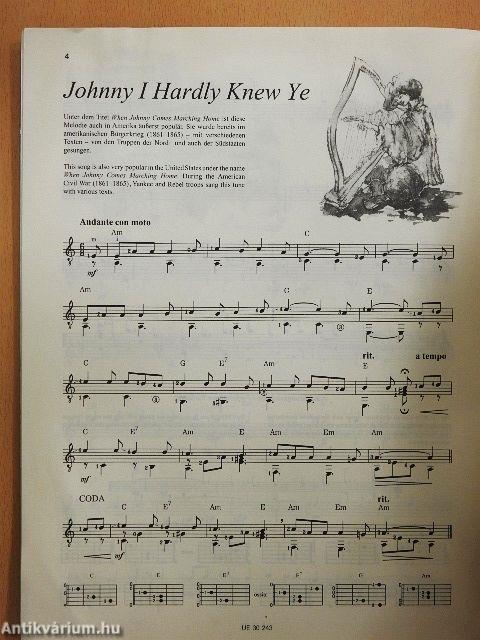 4
Johnny I Hardly Knew Ye
Unter dem Titel When Johnny Comes Marching Home ist diese
Melodie auch in Amerika äußerst populär. Sie wurde bereits im
amerikanischen Bürgerkrieg (1861-1865) – mit verschiedenen
Texten – von den Truppen der Nord- und auch der Südstaaten
gesungen.
This song is also very popular in the United States under the name
When Johnny Comes Marching Home. During the American
Civil War (1861-1865), Yankee and Rebel troops sang this tune
with various texts.
Andante con moto
Am C
mf
Am C E
rit. a tempo
C G E7 Am E
C E7 Am E Am Em Am
mf
CODA rit.
C E7 Am E Am Em Am
mf
C E E7 F G Am
ossia:
UE 30 243
Antikvárium.hu